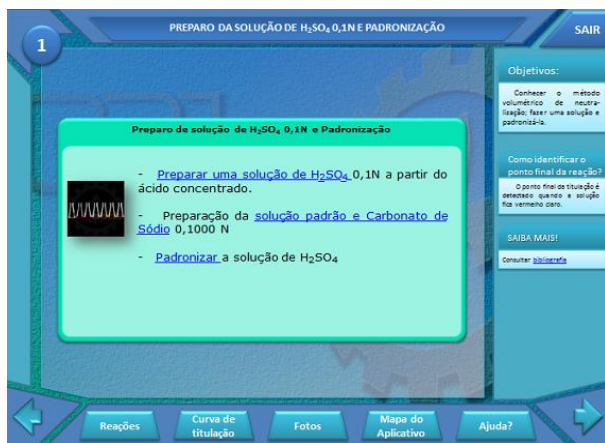 PREPARO DA SOLUÇÃO DE H₂SO₄ 0,1N E PADRONIZAÇÃO
SAIR
1
Preparo de solução de H₂SO₄ 0,1N e Padronização
- Preparar uma solução de H₂SO₄ 0,1N a partir do
ácido concentrado.
- Preparação da solução padrão e Carbonato de
Sódio 0,1000 N
- Padronizar a solução de H₂SO₄
Objetivos:
Conhecer o método
volumétrico de neutra-
lização; fazer uma solução e
padronizá-la.
Como identificar o
ponto final da reação?
O ponto final da titulação é
detectado quando a solução
fica vermelho claro.
SAIBA MAIS!
Consultar bibliografia
Reações
Curva de
titulação
Fotos
Mapa do
Aplicativo
Ajuda?